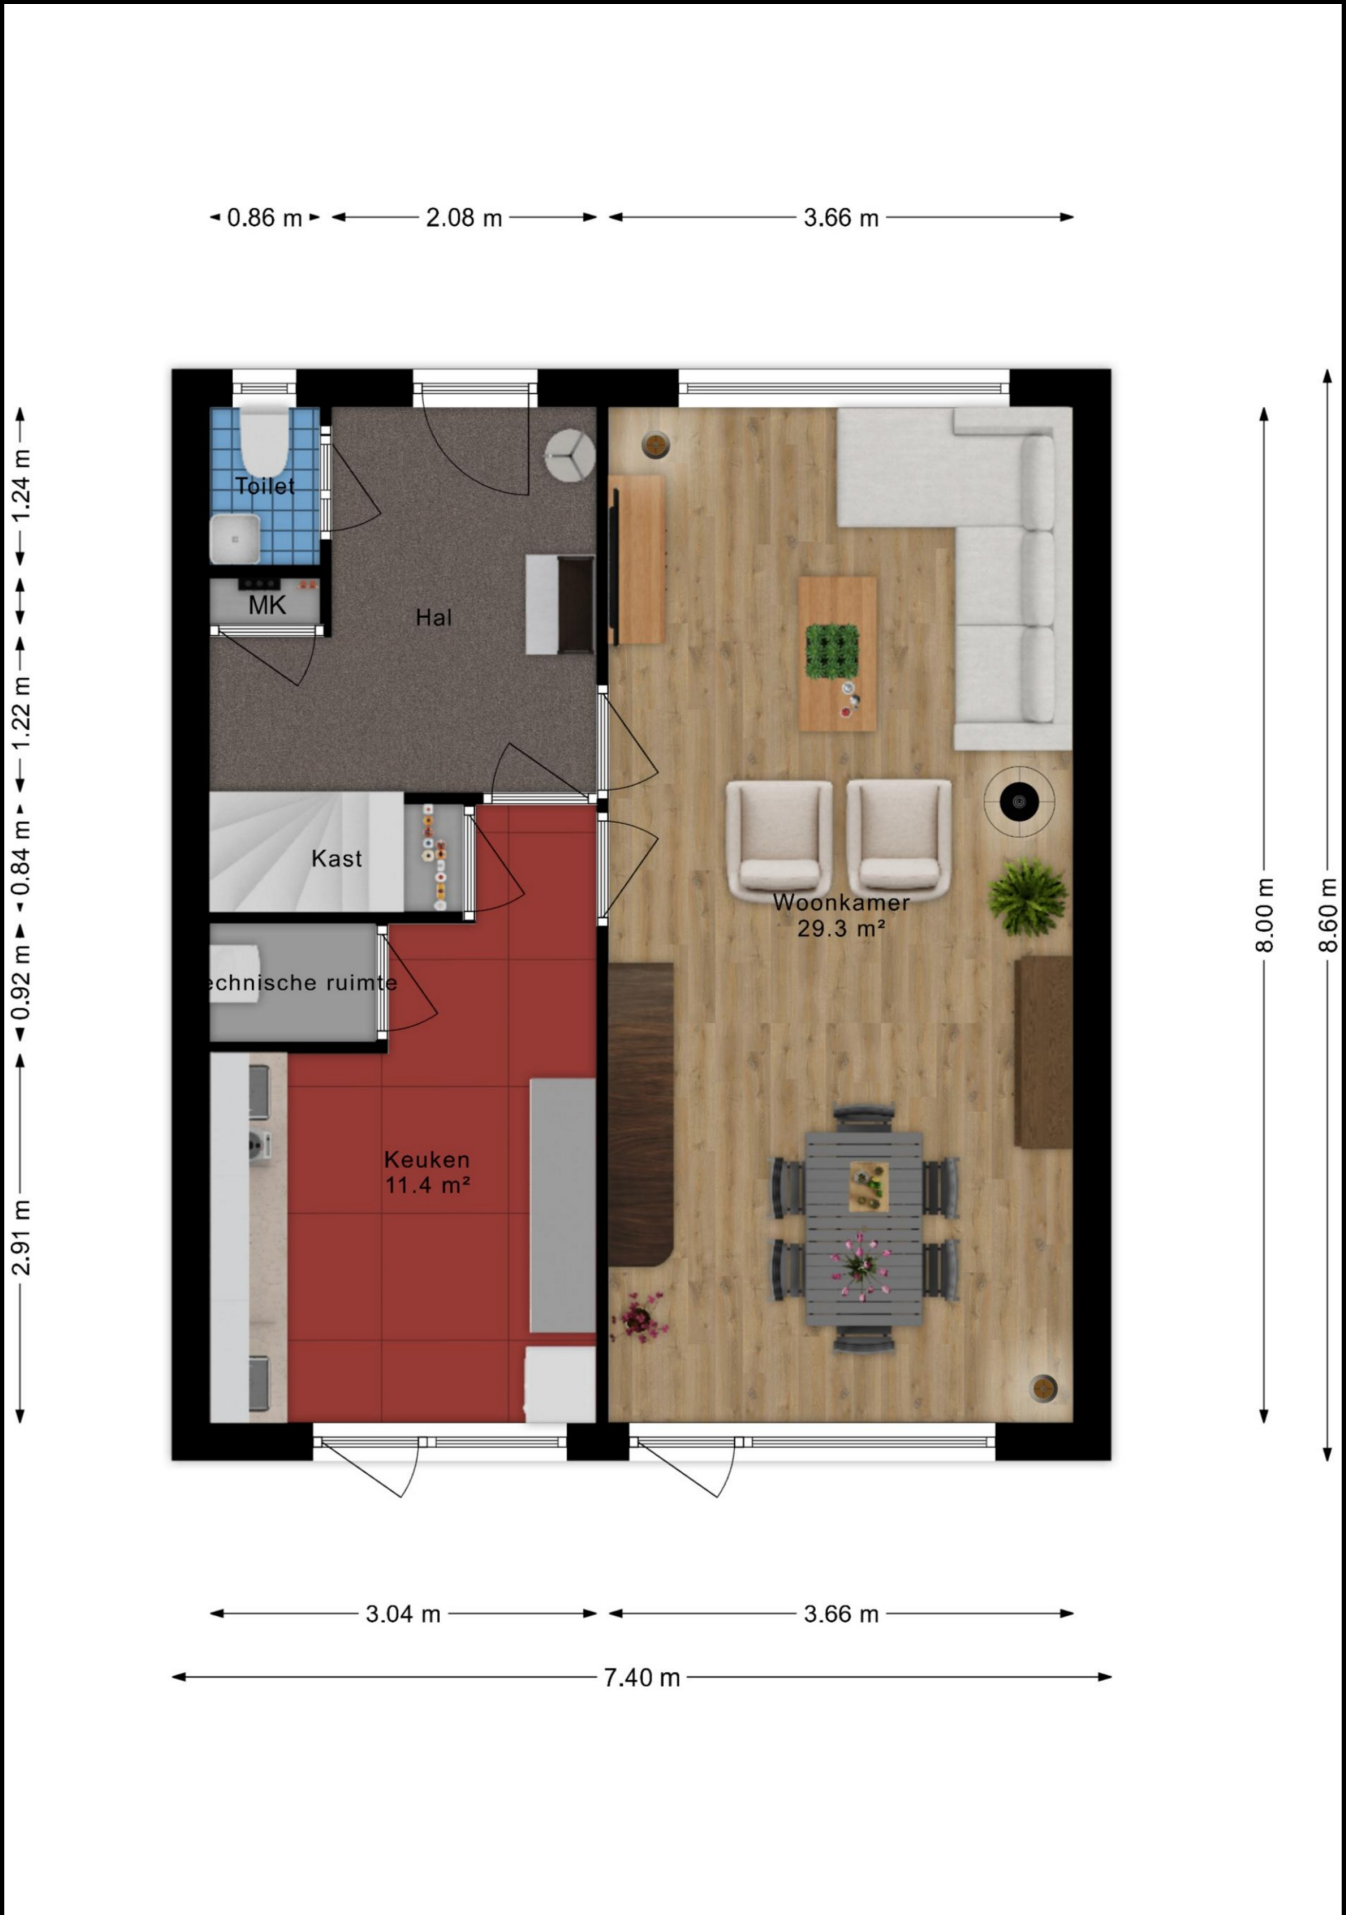 0.86 m
2.08 m
3.66 m
1.24 m
1.22 m
0.84 m
0.92 m
2.91 m
8.00 m
8.60 m
Toilet
MK
Hal
Kast
Woonkamer
29.3 m²
echnische ruimte
Keuken
11.4 m²
3.04 m
3.66 m
7.40 m